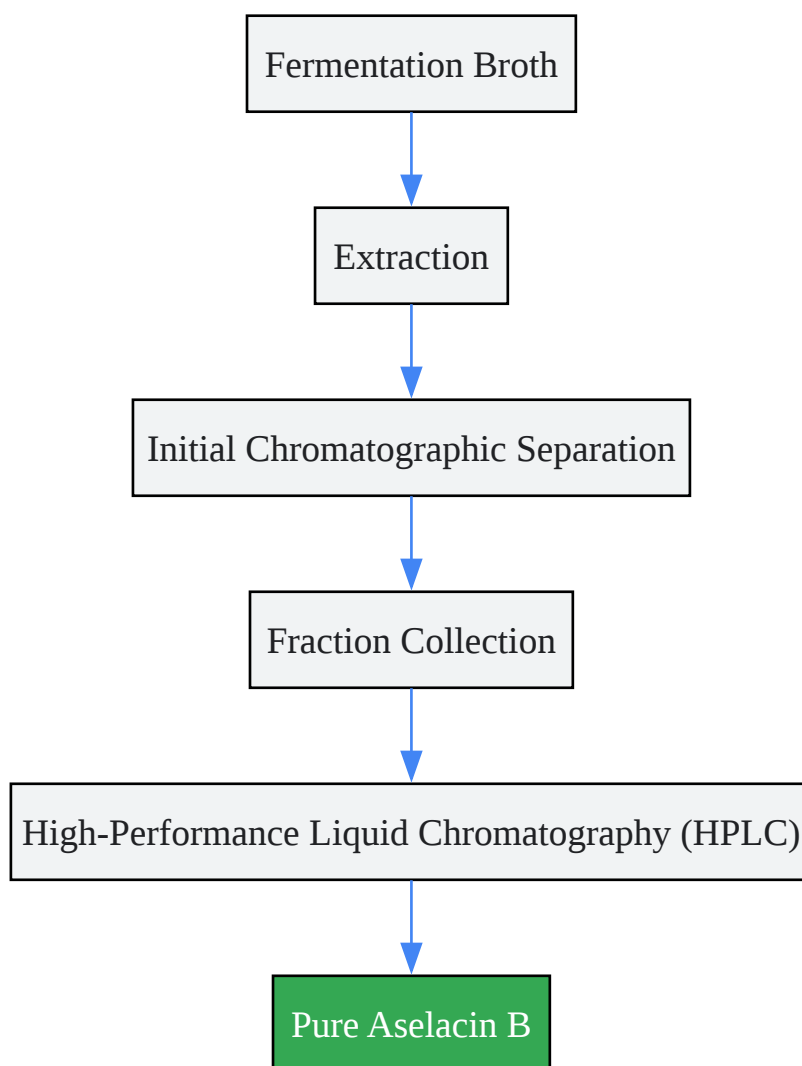 Fermentation Broth
Extraction
Initial Chromatographic Separation
Fraction Collection
High-Performance Liquid Chromatography (HPLC)
Pure Aselacin B